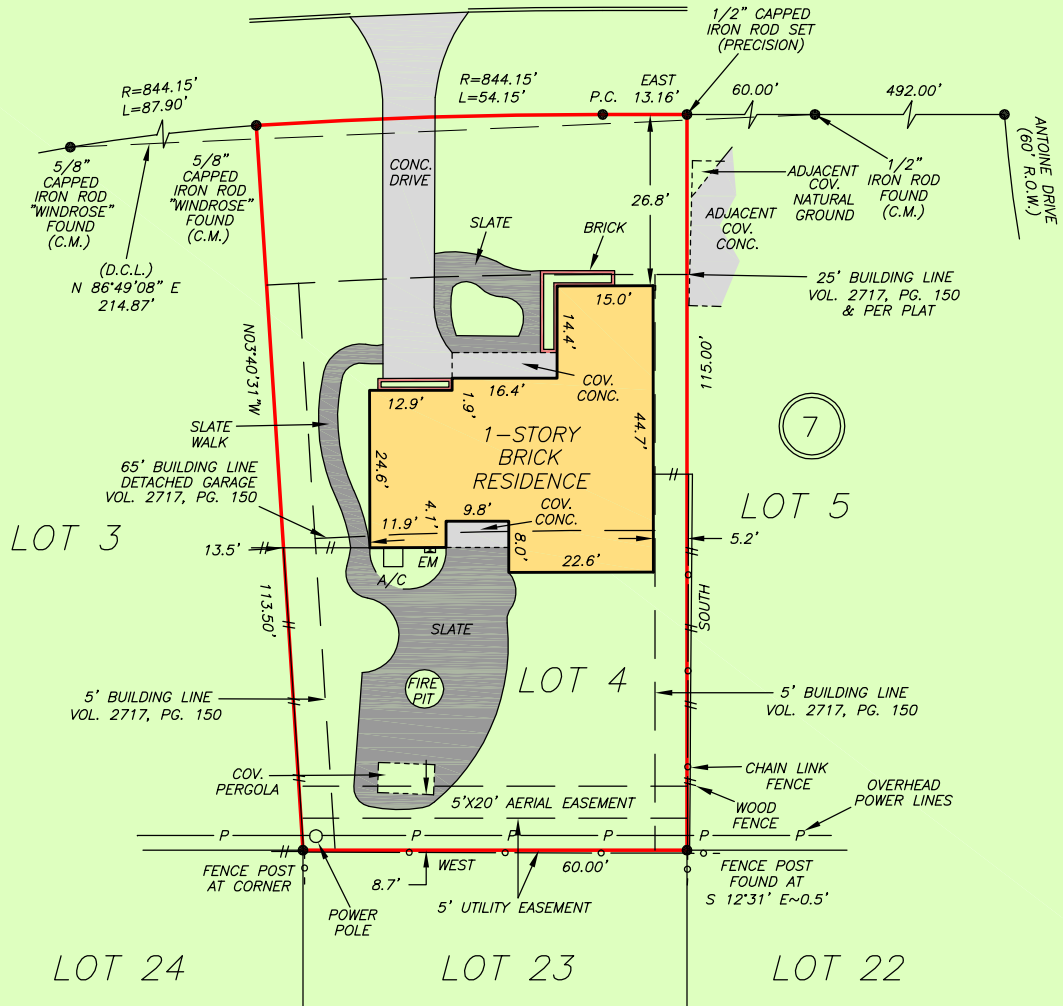 1/2" CAPPED
IRON ROD SET
(PRECISION)
R=844.15'
L=87.90'
R=844.15'
L=54.15'
P.C.
EAST
13.16'
60.00'
492.00'
ANTOINE DRIVE
(60' R.O.W.)
5/8"
CAPPED
IRON ROD
"WINDROSE"
FOUND
(C.M.)
5/8"
CAPPED
IRON ROD
"WINDROSE"
FOUND
(C.M.)
CONC.
DRIVE
26.8'
ADJACENT
COV.
NATURAL
GROUND
1/2"
IRON ROD
FOUND
(C.M.)
ADJACENT
COV.
CONC.
SLATE
BRICK
(D.C.L.)
N 86°49'08" E
214.87'
25' BUILDING LINE
VOL. 2717, PG. 150
& PER PLAT
15.0'
14.4'
N03°40'31"W
115.00'
COV.
CONC.
16.4'
12.9'
1.9'
44.7'
7
SLATE
WALK
1-STORY
BRICK
RESIDENCE
24.6'
65' BUILDING LINE
DETACHED GARAGE
VOL. 2717, PG. 150
COV.
CONC.
9.8'
4.1'
11.9'
LOT 5
LOT 3
13.5'
5.2'
EM
A/C
8.0'
22.6'
113.50'
SOUTH
SLATE
FIRE
PIT
LOT 4
5' BUILDING LINE
VOL. 2717, PG. 150
5' BUILDING LINE
VOL. 2717, PG. 150
COV.
PERGOLA
CHAIN LINK
FENCE
5'X20' AERIAL EASEMENT
WOOD
FENCE
OVERHEAD
POWER LINES
P
P
P
P
P
P
P
WEST
60.00'
FENCE POST
AT CORNER
8.7'
FENCE POST
FOUND AT
S 12°31' E~0.5'
5' UTILITY EASEMENT
POWER
POLE
LOT 24
LOT 23
LOT 22